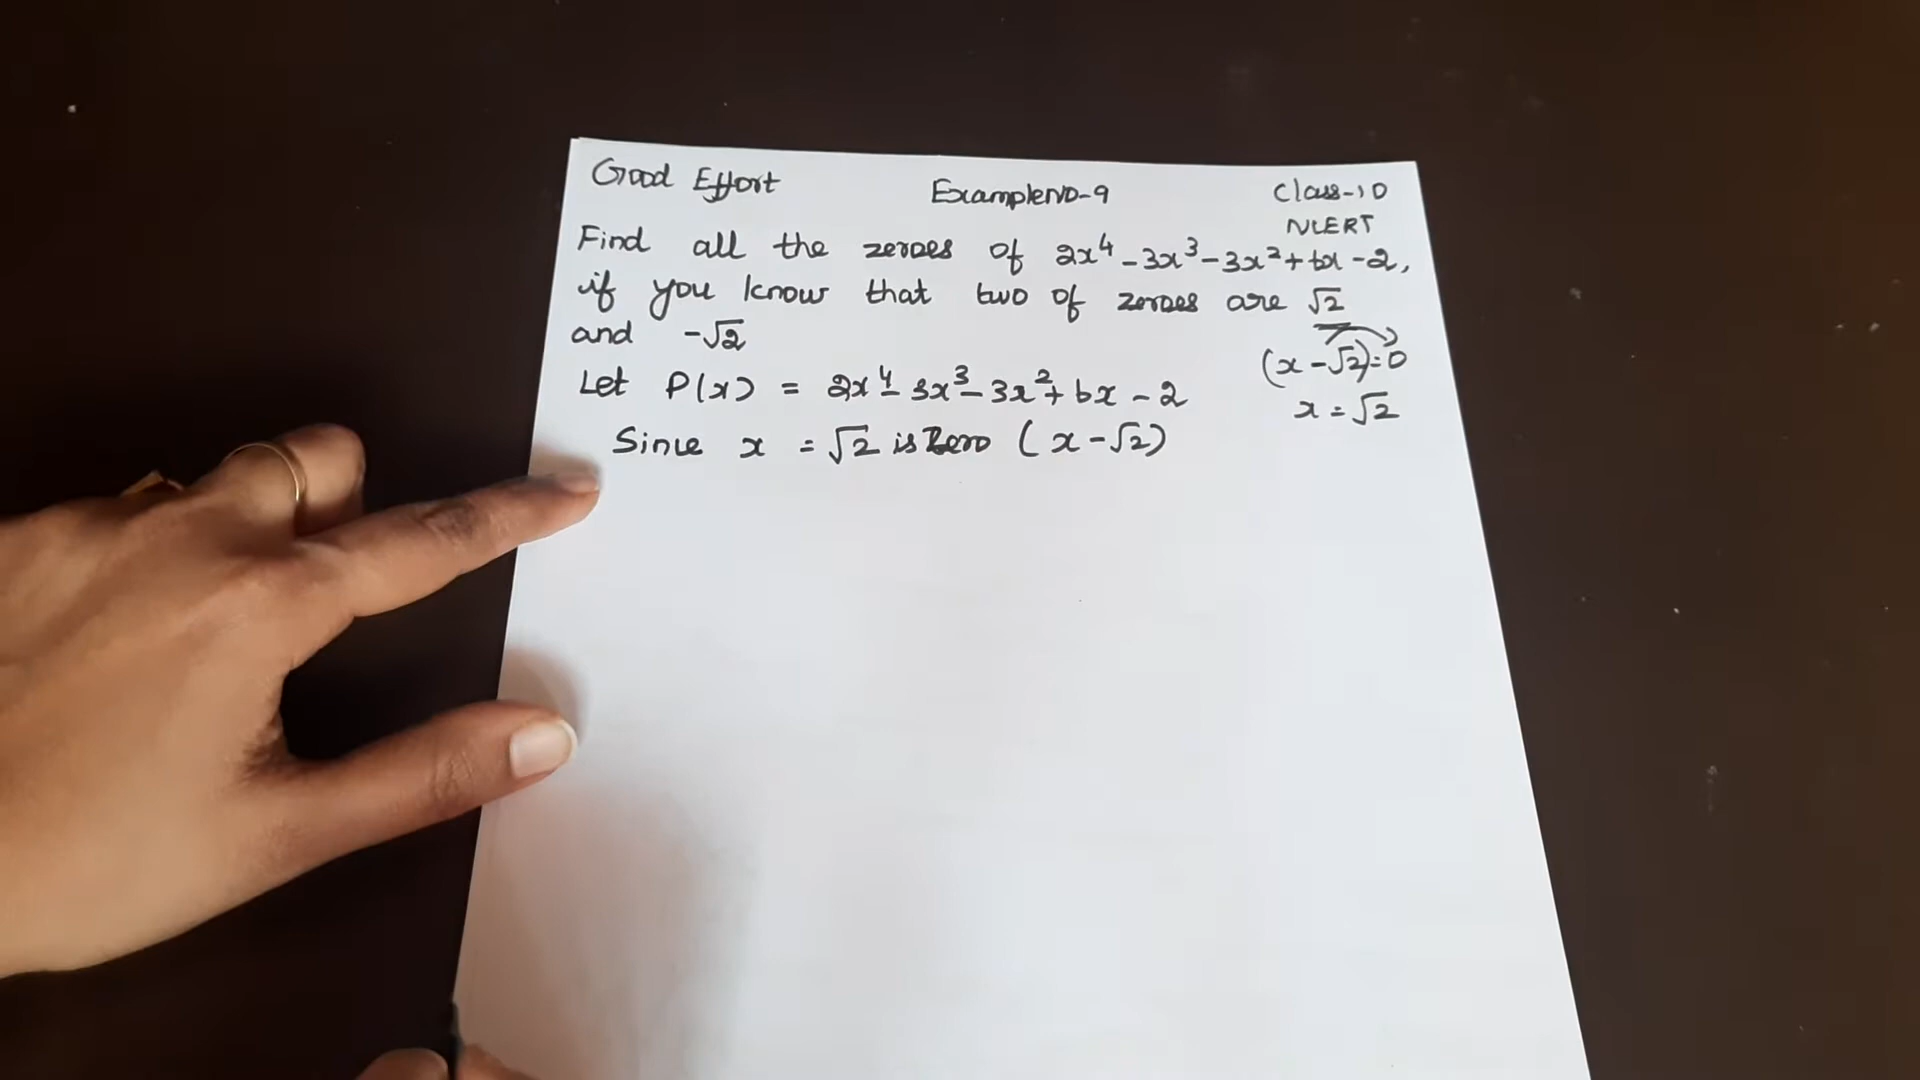 Good Effort ExampleNO-9 Class-10
NCERT
Find all the zeroes of 2x⁴-3x³-3x²+6x-2,
if you know that two of zeroes are √2
and -√2
(x-√2)=0
Let P(x) = 2x⁴-3x³-3x²+6x-2
x=√2
Since x = √2 is Zero (x-√2)